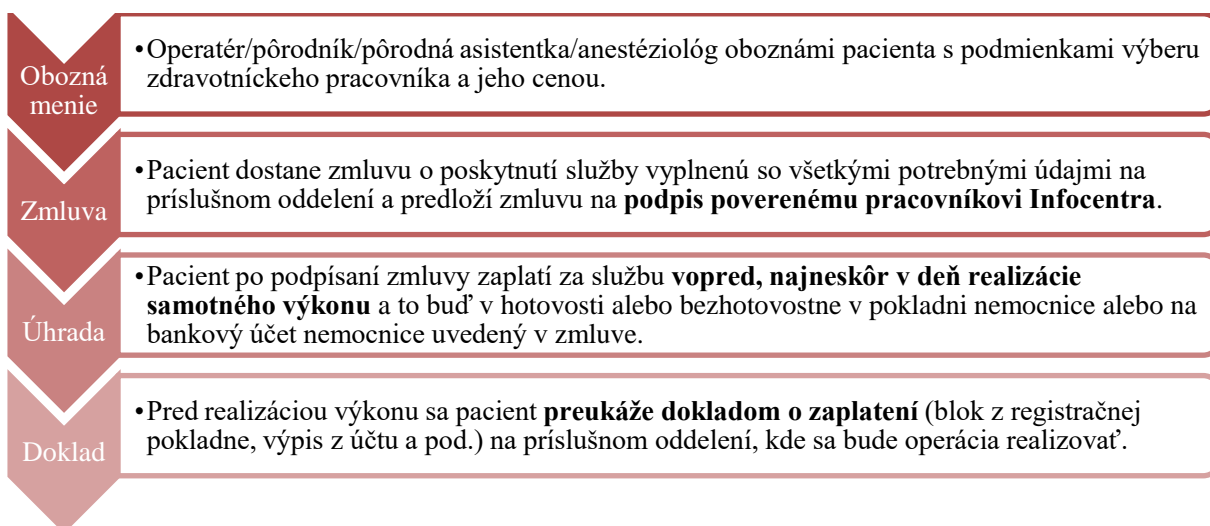 Obozná
menie
•Operatér/pôrodník/pôrodná asistentka/anestéziológ oboznámi pacienta s podmienkami výberu
zdravotníckeho pracovníka a jeho cenou.
Zmluva
•Pacient dostane zmluvu o poskytnutí služby vyplnenú so všetkými potrebnými údajmi na
príslušnom oddelení a predloží zmluvu na podpis poverenému pracovníkovi Infocentra.
Úhrada
•Pacient po podpísaní zmluvy zaplatí za službu vopred, najneskôr v deň realizácie
samotného výkonu a to buď v hotovosti alebo bezhotovostne v pokladni nemocnice alebo na
bankový účet nemocnice uvedený v zmluve.
Doklad
•Pred realizáciou výkonu sa pacient preukáže dokladom o zaplatení (blok z registračnej
pokladne, výpis z účtu a pod.) na príslušnom oddelení, kde sa bude operácia realizovať.